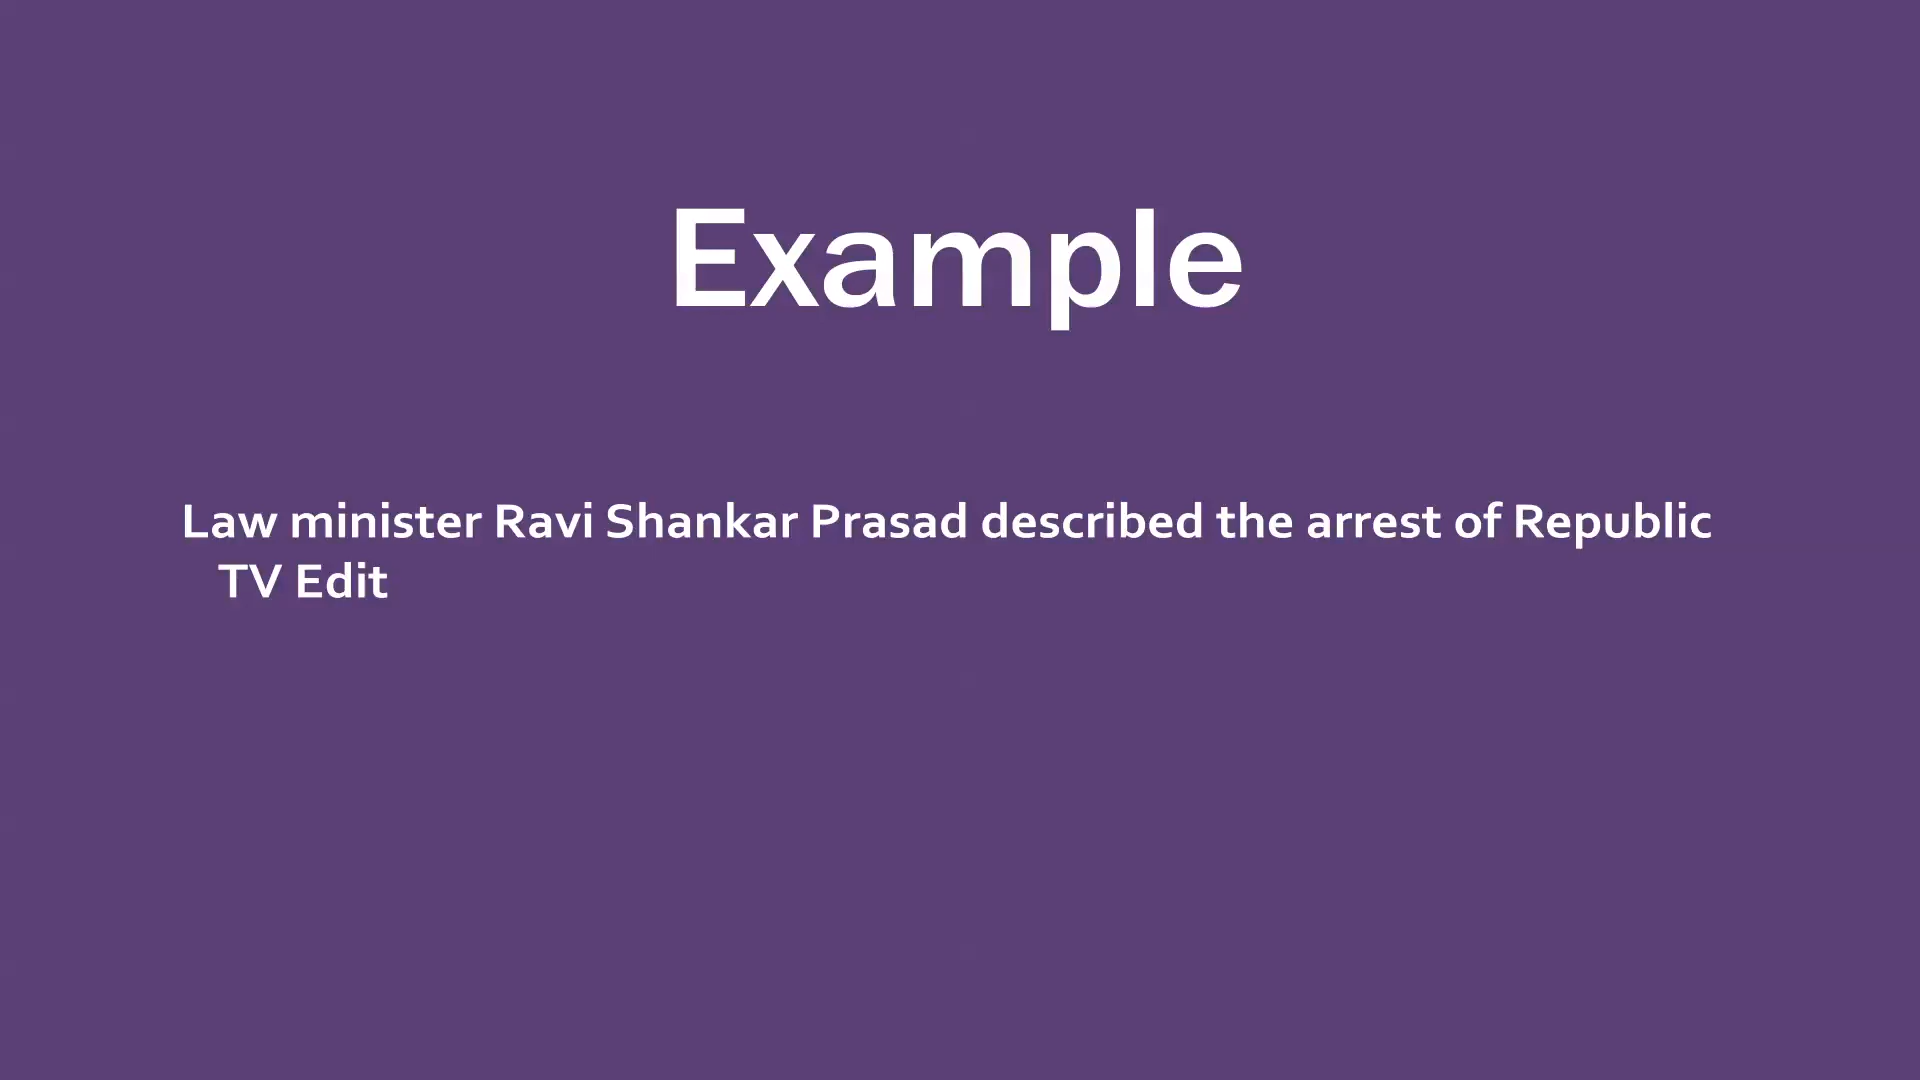 Example
Law minister Ravi Shankar Prasad described the arrest of Republic
TV Edit